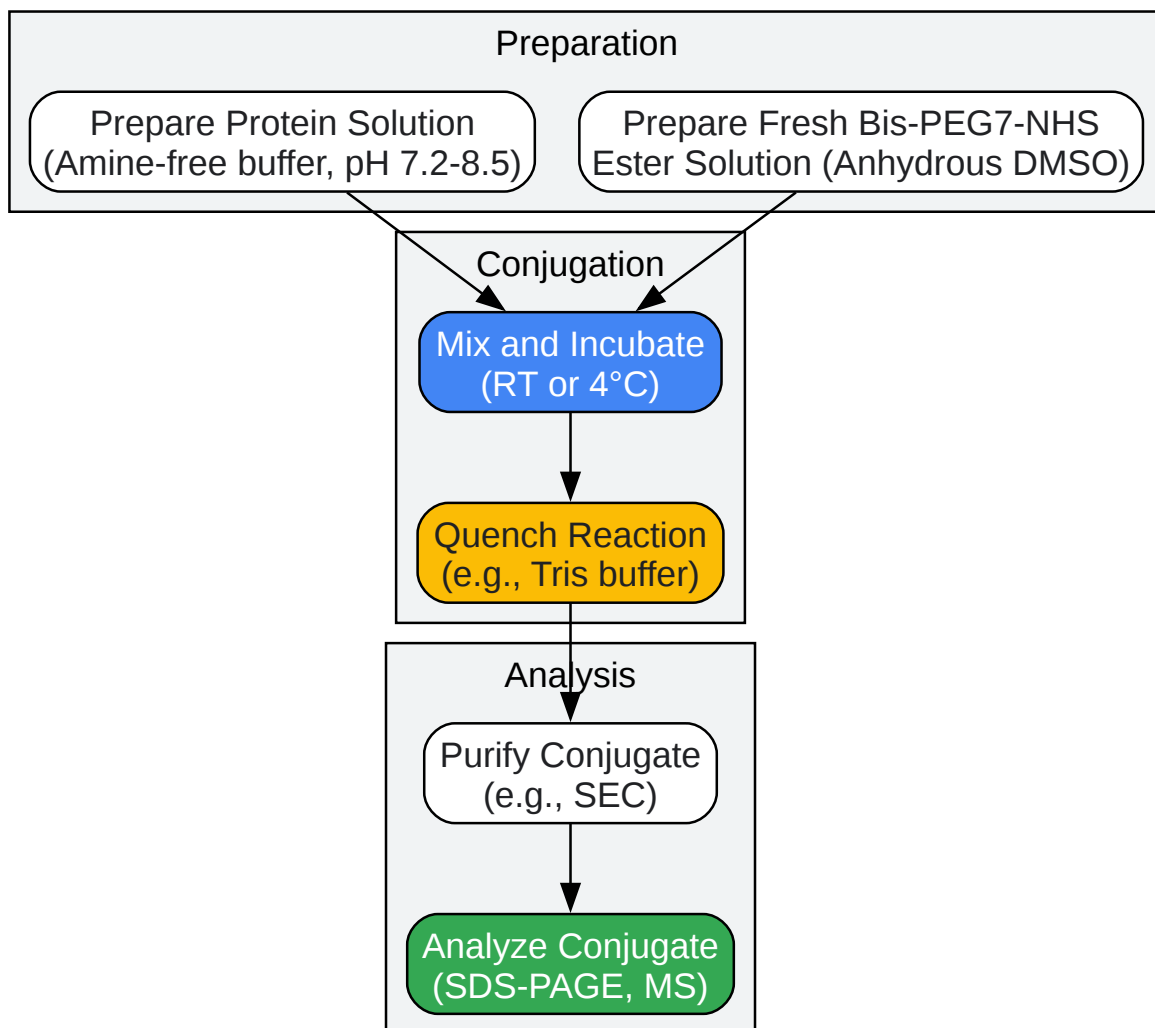 Preparation
Prepare Protein Solution
(Amine-free buffer, pH 7.2-8.5)
Prepare Fresh Bis-PEG7-NHS
Ester Solution (Anhydrous DMSO)
Conjugation
Mix and Incubate
(RT or 4°C)
Quench Reaction
(e.g., Tris buffer)
Analysis
Purify Conjugate
(e.g., SEC)
Analyze Conjugate
(SDS-PAGE, MS)